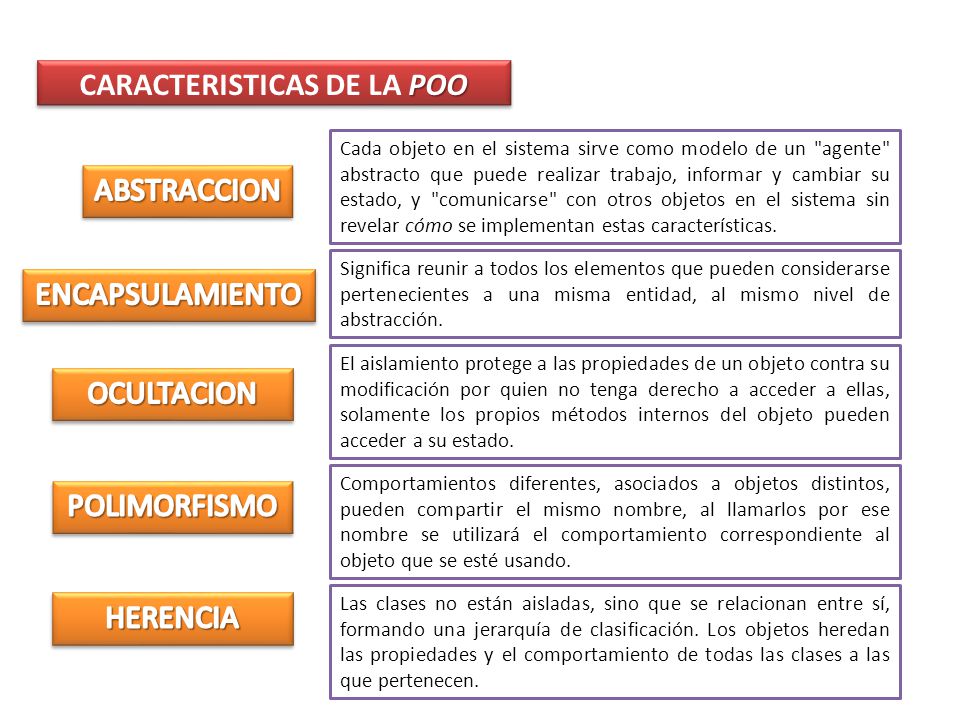 CARACTERISTICAS DE LA POO
ABSTRACCION
Cada objeto en el sistema sirve como modelo de un "agente"
abstracto que puede realizar trabajo, informar y cambiar su
estado, y "comunicarse" con otros objetos en el sistema sin
revelar cómo se implementan estas características.
ENCAPSULAMIENTO
Significa reunir a todos los elementos que pueden considerarse
pertenecientes a una misma entidad, al mismo nivel de
abstracción.
OCULTACION
El aislamiento protege a las propiedades de un objeto contra su
modificación por quien no tenga derecho a acceder a ellas,
solamente los propios métodos internos del objeto pueden
acceder a su estado.
POLIMORFISMO
Comportamientos diferentes, asociados a objetos distintos,
pueden compartir el mismo nombre, al llamarlos por ese
nombre se utilizará el comportamiento correspondiente al
objeto que se esté usando.
HERENCIA
Las clases no están aisladas, sino que se relacionan entre sí,
formando una jerarquía de clasificación. Los objetos heredan
las propiedades y el comportamiento de todas las clases a las
que pertenecen.